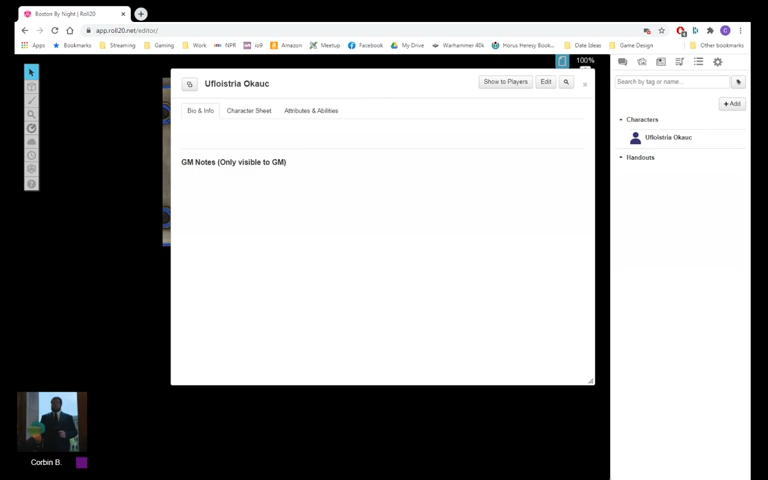 Boston By Night | Roll20
app.roll20.net/editor/
Apps Bookmarks Streaming Gaming Work NPR io9 Amazon Meetup Facebook My Drive Warhammer 40k Horus Heresy Book... Date Ideas Game Design Other bookmarks
100%
Ufloistria Okauc
Show to Players Edit
Search by tag or name...
Bio & Info Character Sheet Attributes & Abilities
+ Add
Characters
Ufloistria Okauc
Handouts
GM Notes (Only visible to GM)
Corbin B.